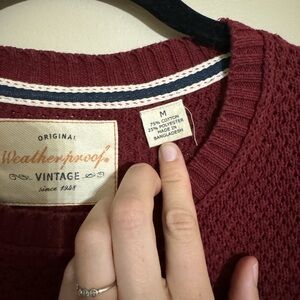 ORIGINAL
Weatherproof®
VINTAGE
since 1948
M
75% COTTON
25% POLYESTER
MADE IN
BANGLADESH